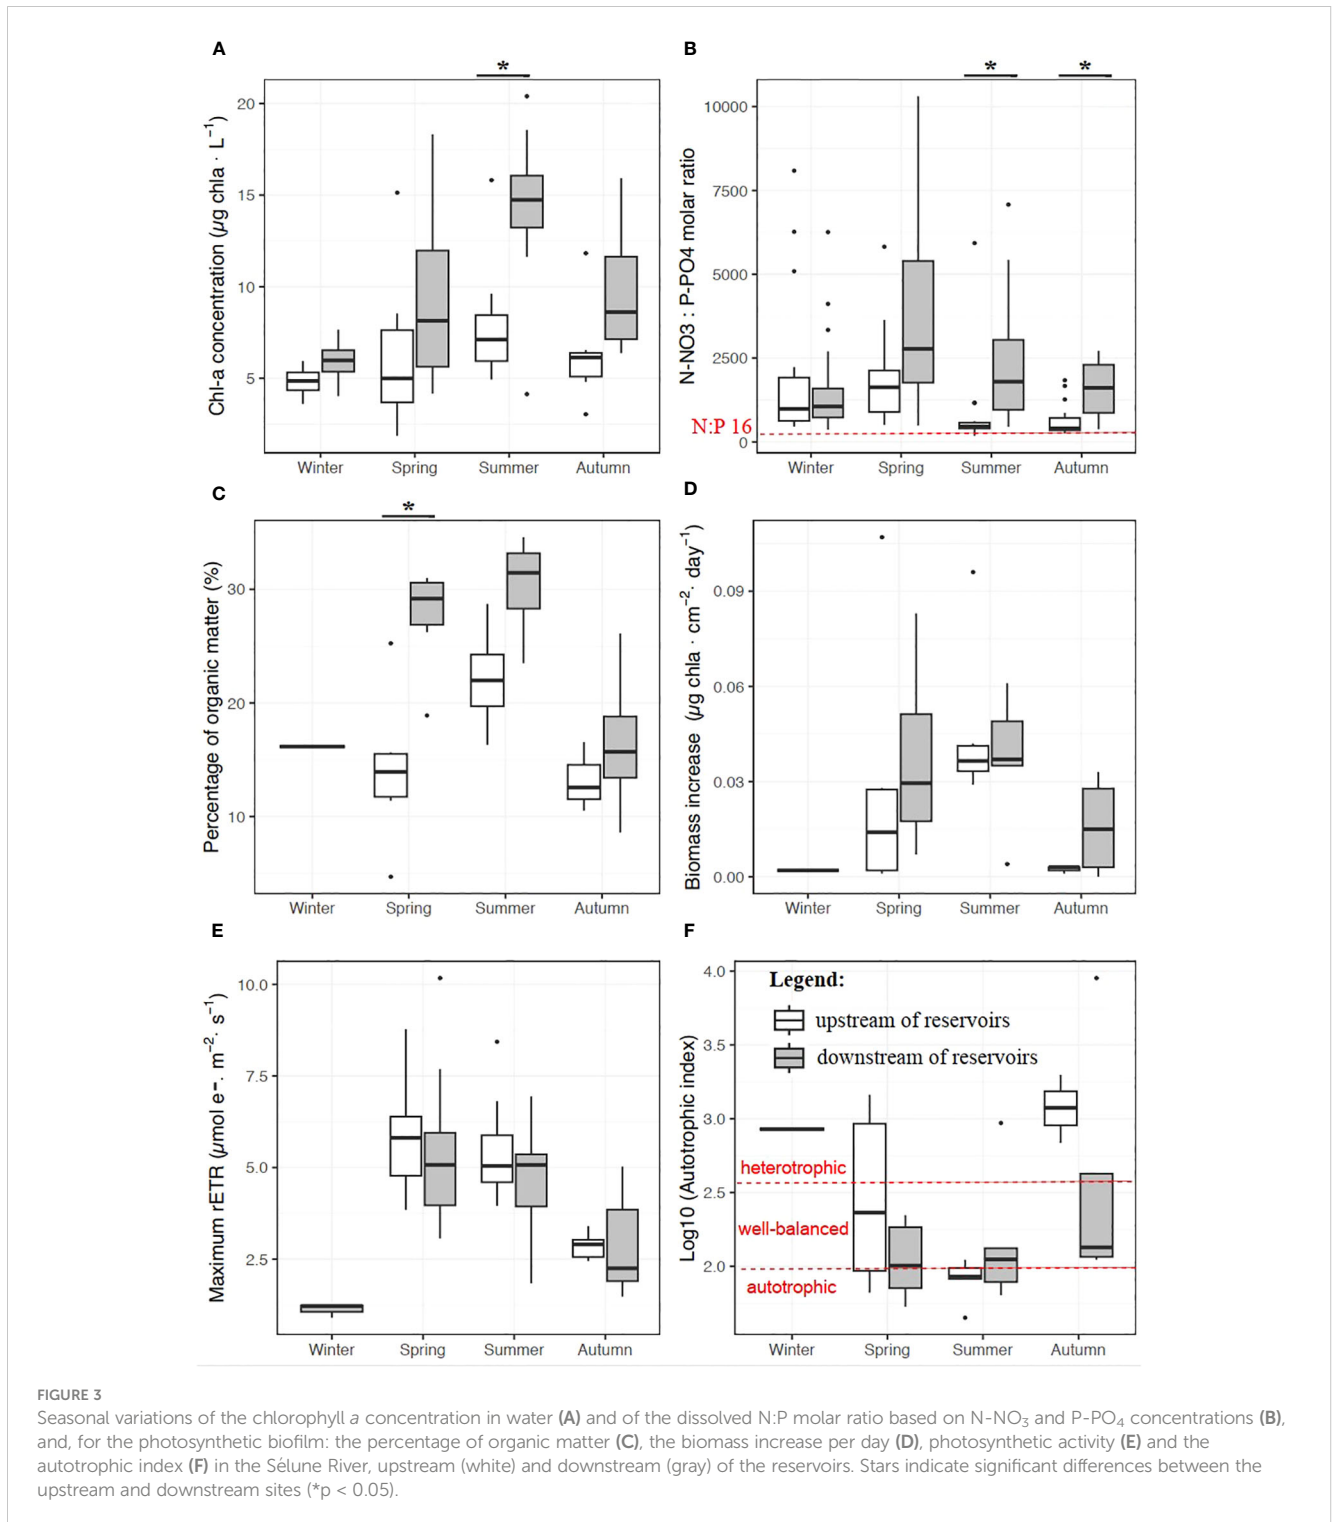 A
*
Chl-a concentration (µg chla · L⁻¹)
20
15
10
5
Winter Spring Summer Autumn
B
* *
N-NO3 : P-PO4 molar ratio
10000
7500
5000
2500
N:P 16
0
Winter Spring Summer Autumn
C
*
Percentage of organic matter (%)
30
20
10
Winter Spring Summer Autumn
D
Biomass increase (µg chla · cm⁻² · day⁻¹)
0.09
0.06
0.03
0.00
Winter Spring Summer Autumn
E
Maximum rETR (µmol e⁻ · m⁻² · s⁻¹)
10.0
7.5
5.0
2.5
Winter Spring Summer Autumn
F
Log10 (Autotrophic index)
4.0
3.5
3.0
2.5
2.0
Legend:
upstream of reservoirs
downstream of reservoirs
heterotrophic
well-balanced
autotrophic
Winter Spring Summer Autumn
FIGURE 3
Seasonal variations of the chlorophyll a concentration in water (A) and of the dissolved N:P molar ratio based on N-NO₃ and P-PO₄ concentrations (B),
and, for the photosynthetic biofilm: the percentage of organic matter (C), the biomass increase per day (D), photosynthetic activity (E) and the
autotrophic index (F) in the Sélune River, upstream (white) and downstream (gray) of the reservoirs. Stars indicate significant differences between the
upstream and downstream sites (*p < 0.05).